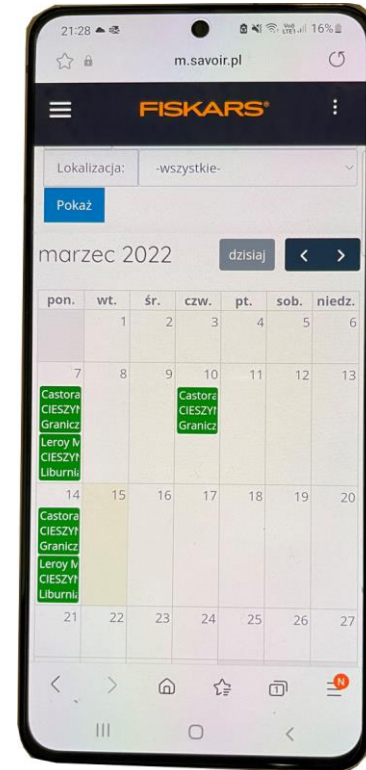 21:28 16%
m.savoir.pl
FISKARS®
Lokalizacja: -wszystkie-
Pokaż
marzec 2022 dzisiaj
pon. wt. śr. czw. pt. sob. niedz.
1 2 3 4 5 6
7 8 9 10 11 12 13
Castora Castora
CIESZYN CIESZYN
Granicz Granicz
Leroy M
CIESZYN
Liburnia
14 15 16 17 18 19 20
Castora
CIESZYN
Granicz
Leroy M
CIESZYN
Liburnia
21 22 23 24 25 26 27
1 N